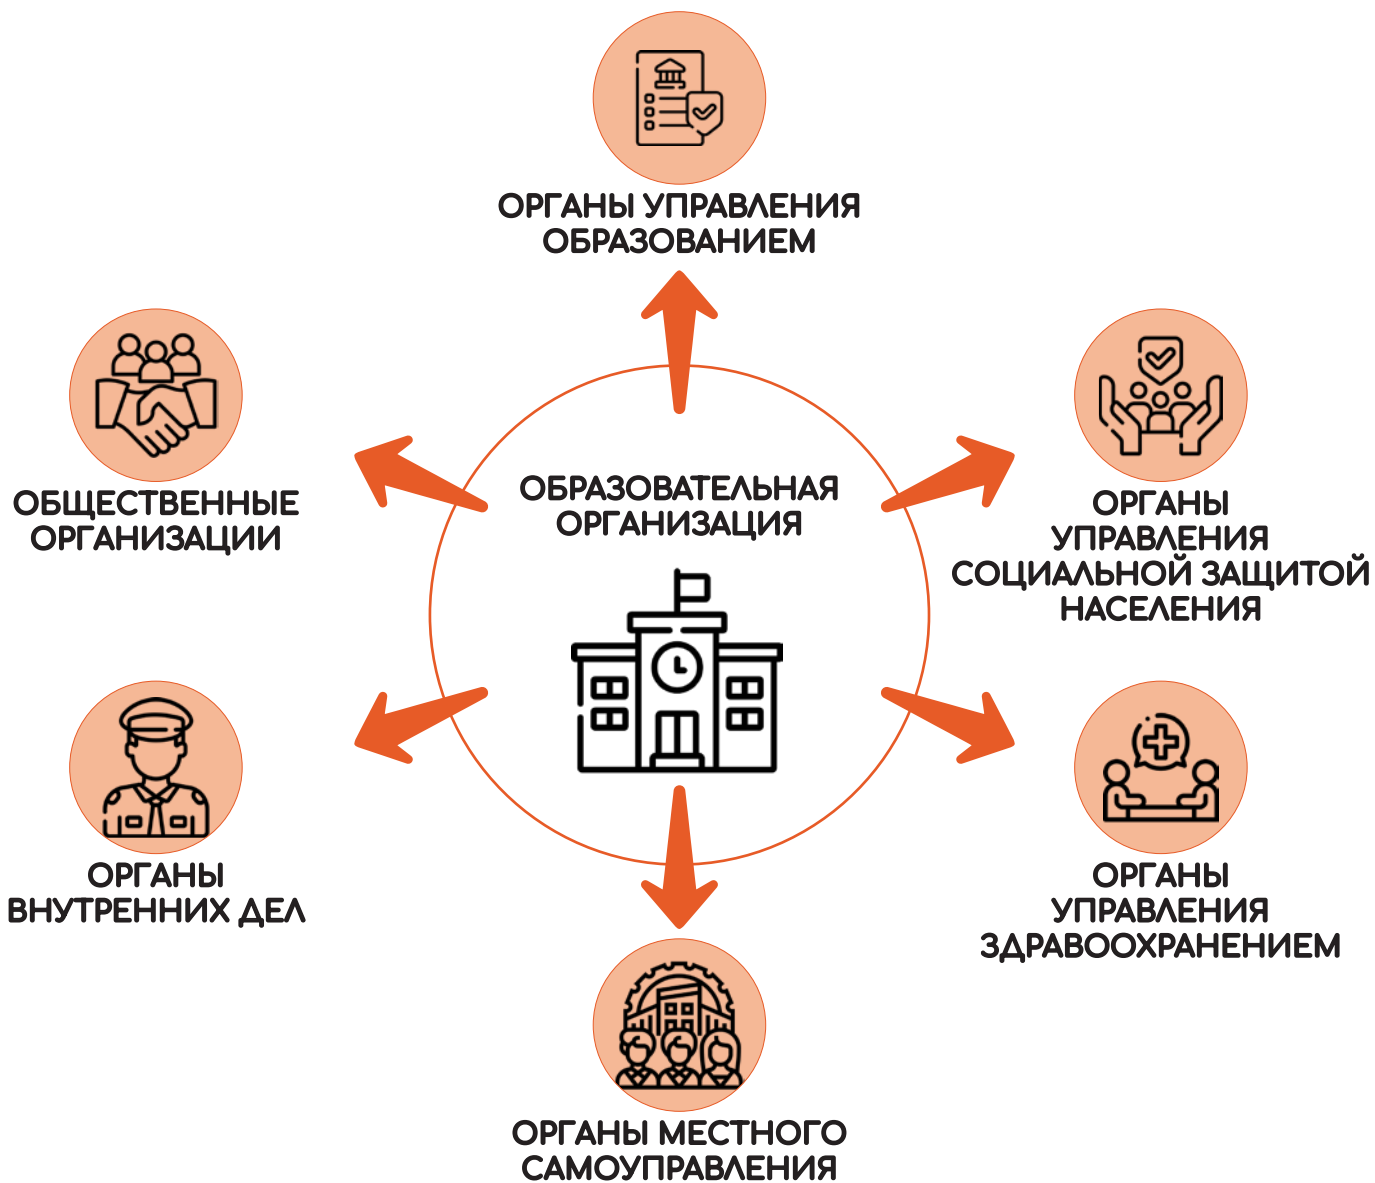 ОРГАНЫ УПРАВЛЕНИЯ
ОБРАЗОВАНИЕМ
ОБЩЕСТВЕННЫЕ
ОРГАНИЗАЦИИ
ОБРАЗОВАТЕЛЬНАЯ
ОРГАНИЗАЦИЯ
ОРГАНЫ
УПРАВЛЕНИЯ
СОЦИАЛЬНОЙ ЗАЩИТОЙ
НАСЕЛЕНИЯ
ОРГАНЫ
ВНУТРЕННИХ ДЕЛ
ОРГАНЫ
УПРАВЛЕНИЯ
ЗДРАВООХРАНЕНИЕМ
ОРГАНЫ МЕСТНОГО
САМОУПРАВЛЕНИЯ